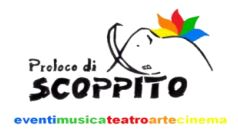 Proloco di
SCOPPITO
eventimusicateatroartecinema